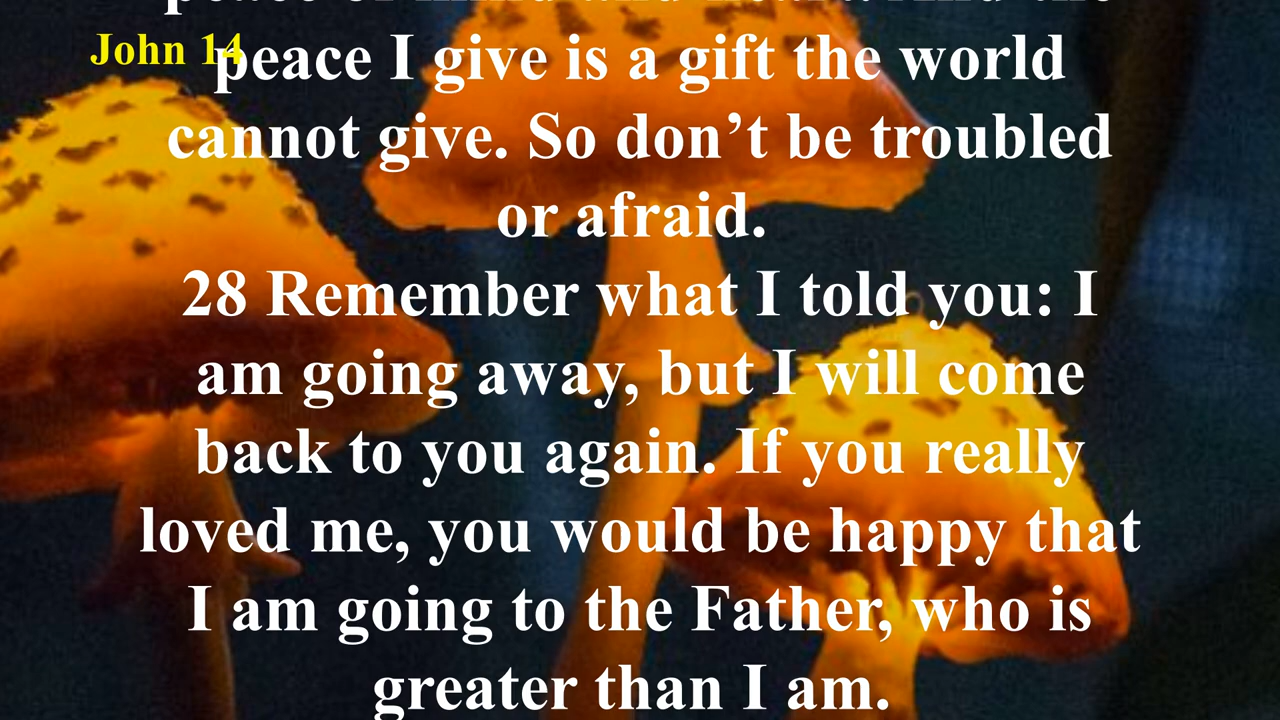 John 14
peace I give is a gift the world
cannot give. So don’t be troubled
or afraid.
28 Remember what I told you: I
am going away, but I will come
back to you again. If you really
loved me, you would be happy that
I am going to the Father, who is
greater than I am.